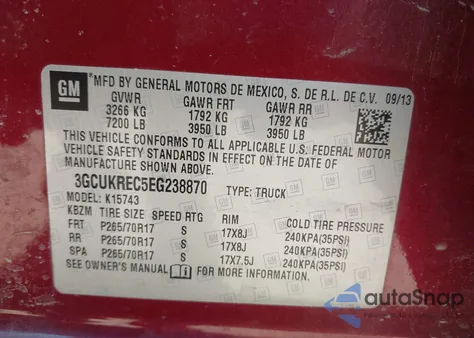 GM
MFD BY GENERAL MOTORS DE MEXICO, S. DE R.L. DE C.V. 09/13
GVWR GAWR FRT GAWR RR
3266 KG 1792 KG 1792 KG
7200 LB 3950 LB 3950 LB
THIS VEHICLE CONFORMS TO ALL APPLICABLE U.S. FEDERAL MOTOR
VEHICLE SAFETY STANDARDS IN EFFECT ON THE DATE OF
MANUFACTURE SHOWN ABOVE.
3GCUKREC5EG238870 TYPE: TRUCK
MODEL: K15743
KBZM TIRE SIZE SPEED RTG RIM COLD TIRE PRESSURE
FRT P265/70R17 S 17X8J 240KPA(35PSI)
RR P265/70R17 S 17X8J 240KPA(35PSI)
SPA P265/70R17 S 17X7.5J 240KPA(35PSI)
SEE OWNER'S MANUAL FOR MORE INFORMATION.
autoSnap